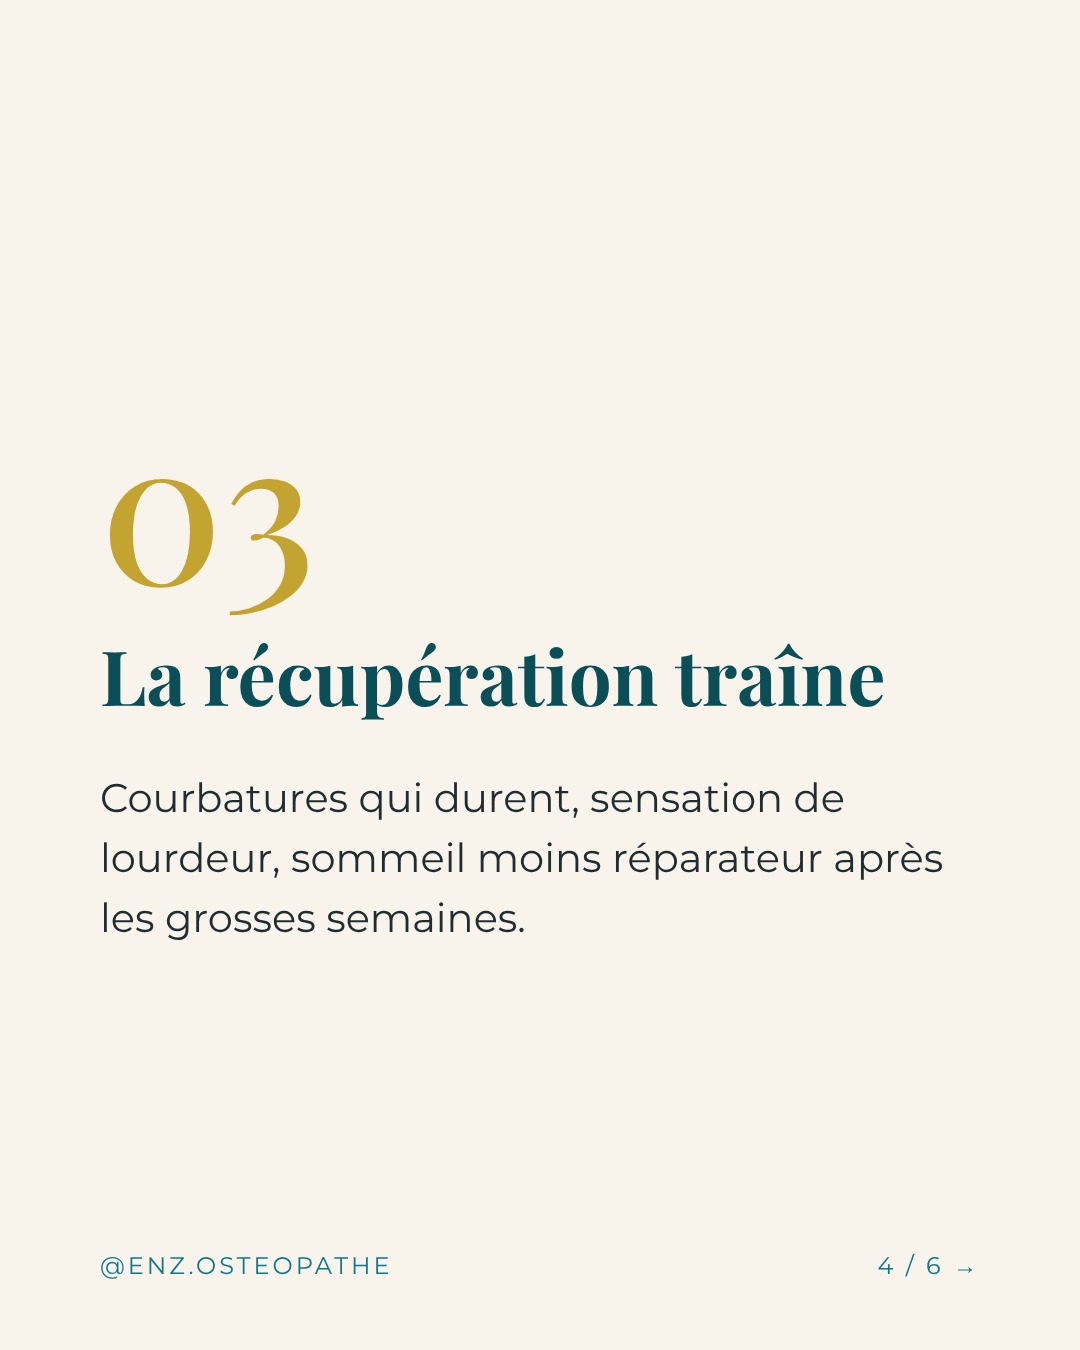 03
La récupération traîne
Courbatures qui durent, sensation de
lourdeur, sommeil moins réparateur après
les grosses semaines.
@ENZ.OSTEOPATHE
4 / 6 →